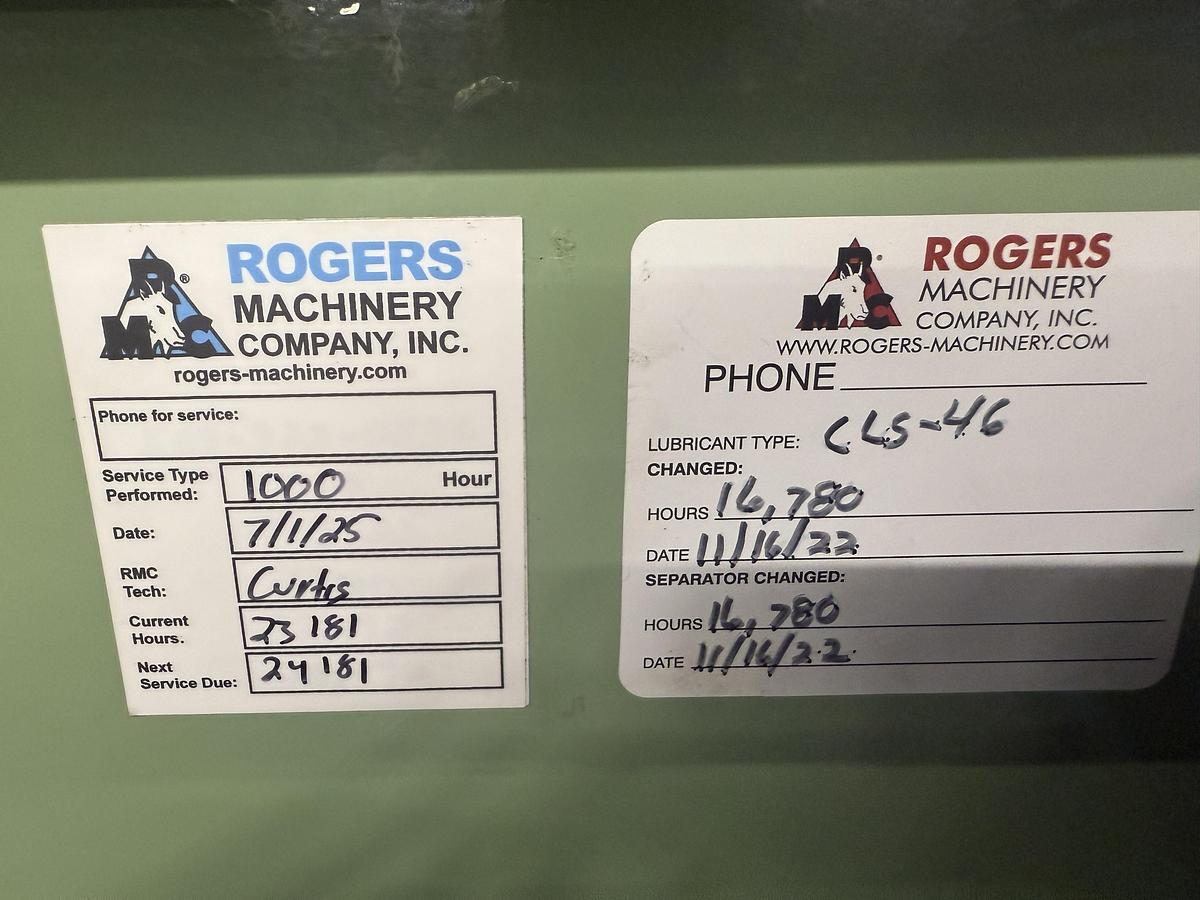 R
M C
®
ROGERS
MACHINERY
COMPANY, INC.
rogers-machinery.com
Phone for service:
Service Type Performed: 1000 Hour
Date: 7/1/25
RMC Tech: Curtis
Current Hours. 23 181
Next Service Due: 24 181
R
M C
ROGERS
MACHINERY
COMPANY, INC.
WWW.ROGERS-MACHINERY.COM
PHONE
LUBRICANT TYPE: CLS-46
CHANGED:
HOURS 16,780
DATE 11/16/22
SEPARATOR CHANGED:
HOURS 16,780
DATE 11/16/22